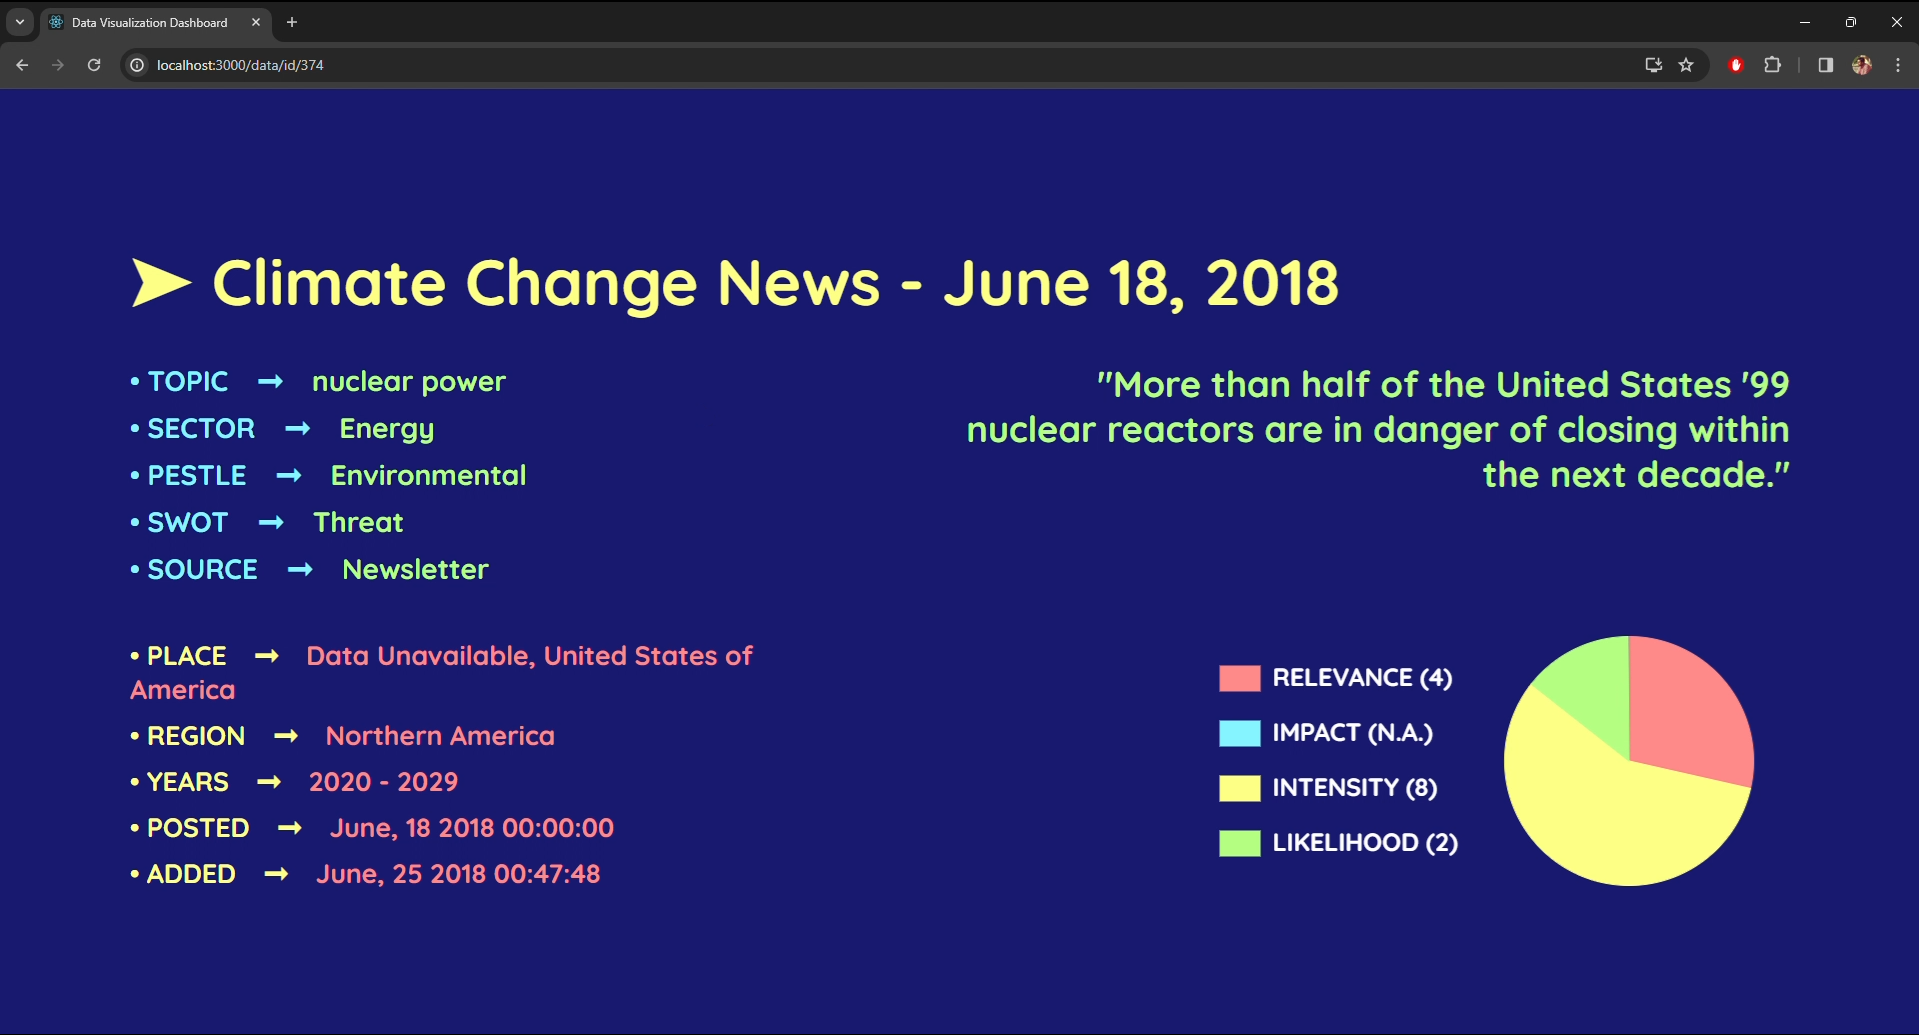 Data Visualization Dashboard
localhost:3000/data/id/374
➤ Climate Change News - June 18, 2018
• TOPIC → nuclear power
• SECTOR → Energy
• PESTLE → Environmental
• SWOT → Threat
• SOURCE → Newsletter
"More than half of the United States '99
nuclear reactors are in danger of closing within
the next decade."
• PLACE → Data Unavailable, United States of
America
• REGION → Northern America
• YEARS → 2020 - 2029
• POSTED → June, 18 2018 00:00:00
• ADDED → June, 25 2018 00:47:48
RELEVANCE (4)
IMPACT (N.A.)
INTENSITY (8)
LIKELIHOOD (2)